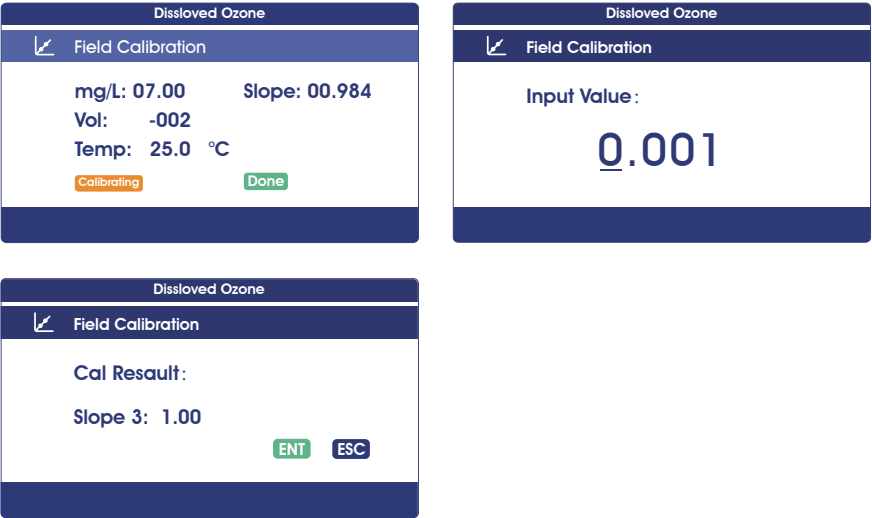 Dissloved Ozone
Field Calibration
mg/L: 07.00 Slope: 00.984
Vol: -002
Temp: 25.0 °C
Calibrating Done
Dissloved Ozone
Field Calibration
Input Value:
0.001
Dissloved Ozone
Field Calibration
Cal Resault:
Slope 3: 1.00
ENT ESC